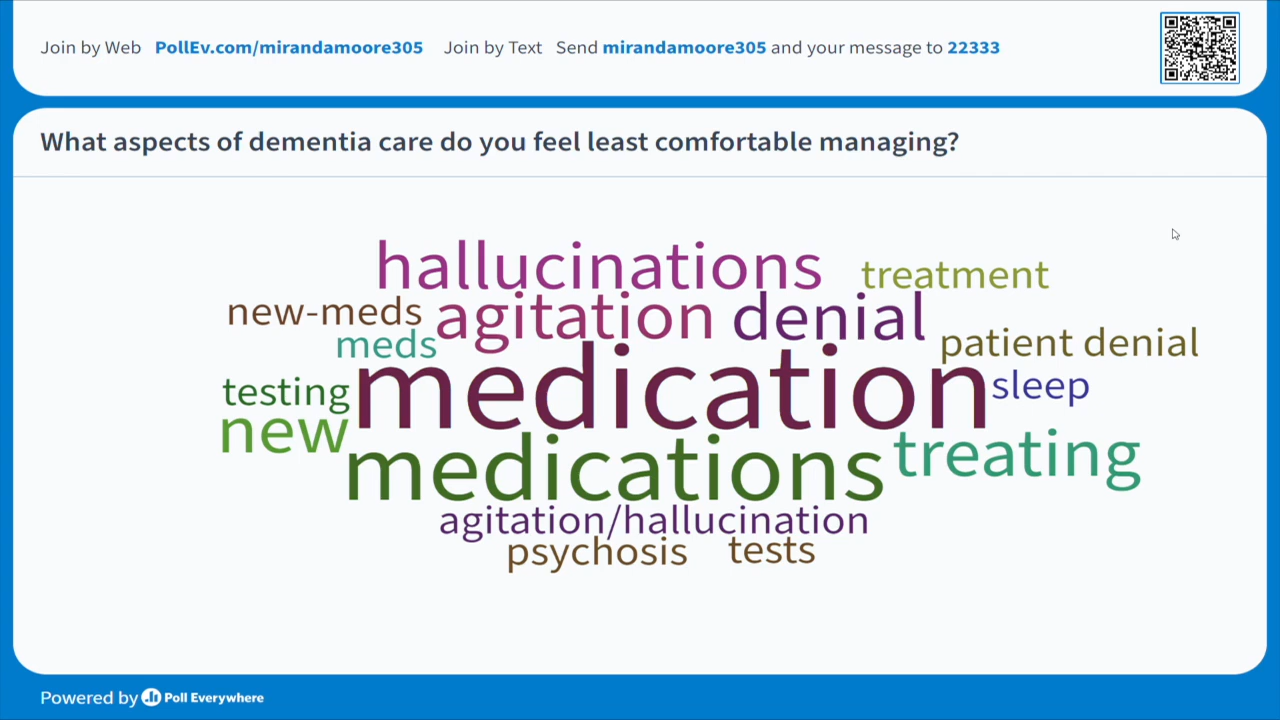 Join by Web PollEv.com/mirandamoore305 Join by Text Send mirandamoore305 and your message to 22333
What aspects of dementia care do you feel least comfortable managing?
hallucinations treatment
new-meds agitation denial
meds patient denial
testing medication sleep
new treating
medications
agitation/hallucination
psychosis tests
Powered by Poll Everywhere